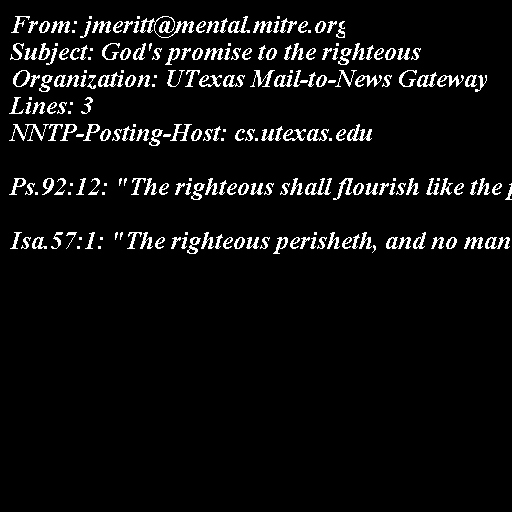 From: jmeritt@mental.mitre.org
Subject: God's promise to the righteous
Organization: UTexas Mail-to-News Gateway
Lines: 3
NNTP-Posting-Host: cs.utexas.edu
Ps.92:12: "The righteous shall flourish like the
Isa.57:1: "The righteous perisheth, and no man